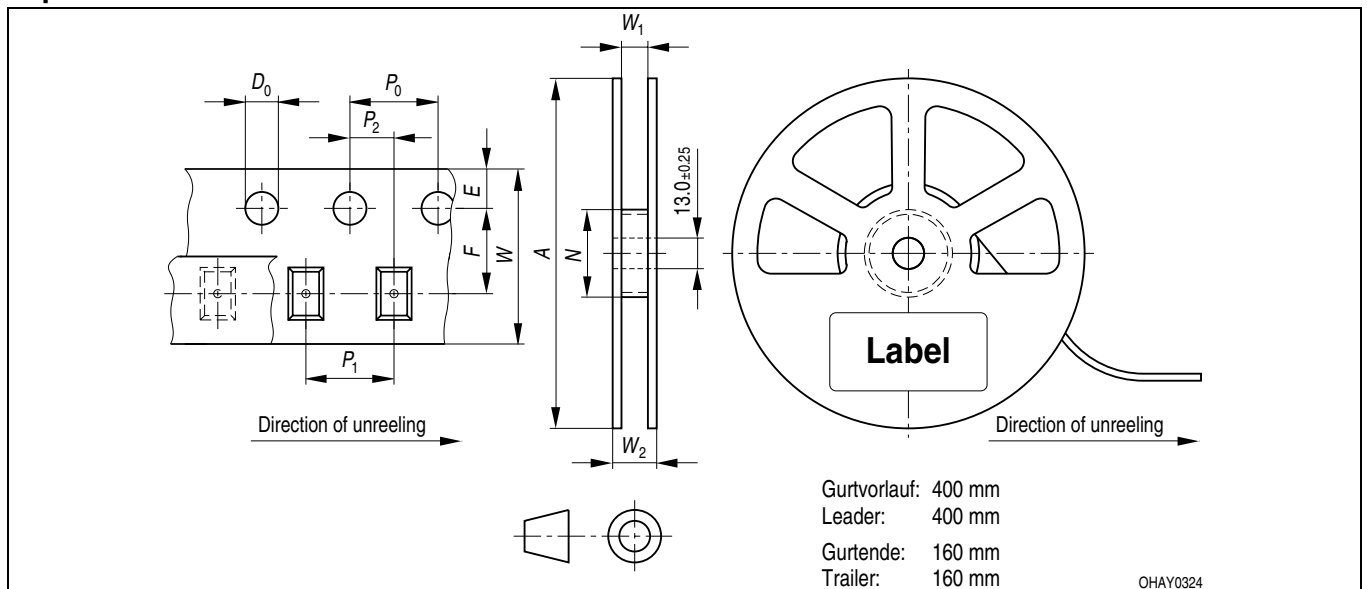 W1
D0
P0
P2
E
F
W
A
N
13.0±0.25
P1
W2
Label
Direction of unreeling
Direction of unreeling
Gurtvorlauf: 400 mm
Leader: 400 mm
Gurtende: 160 mm
Trailer: 160 mm
OHAY0324